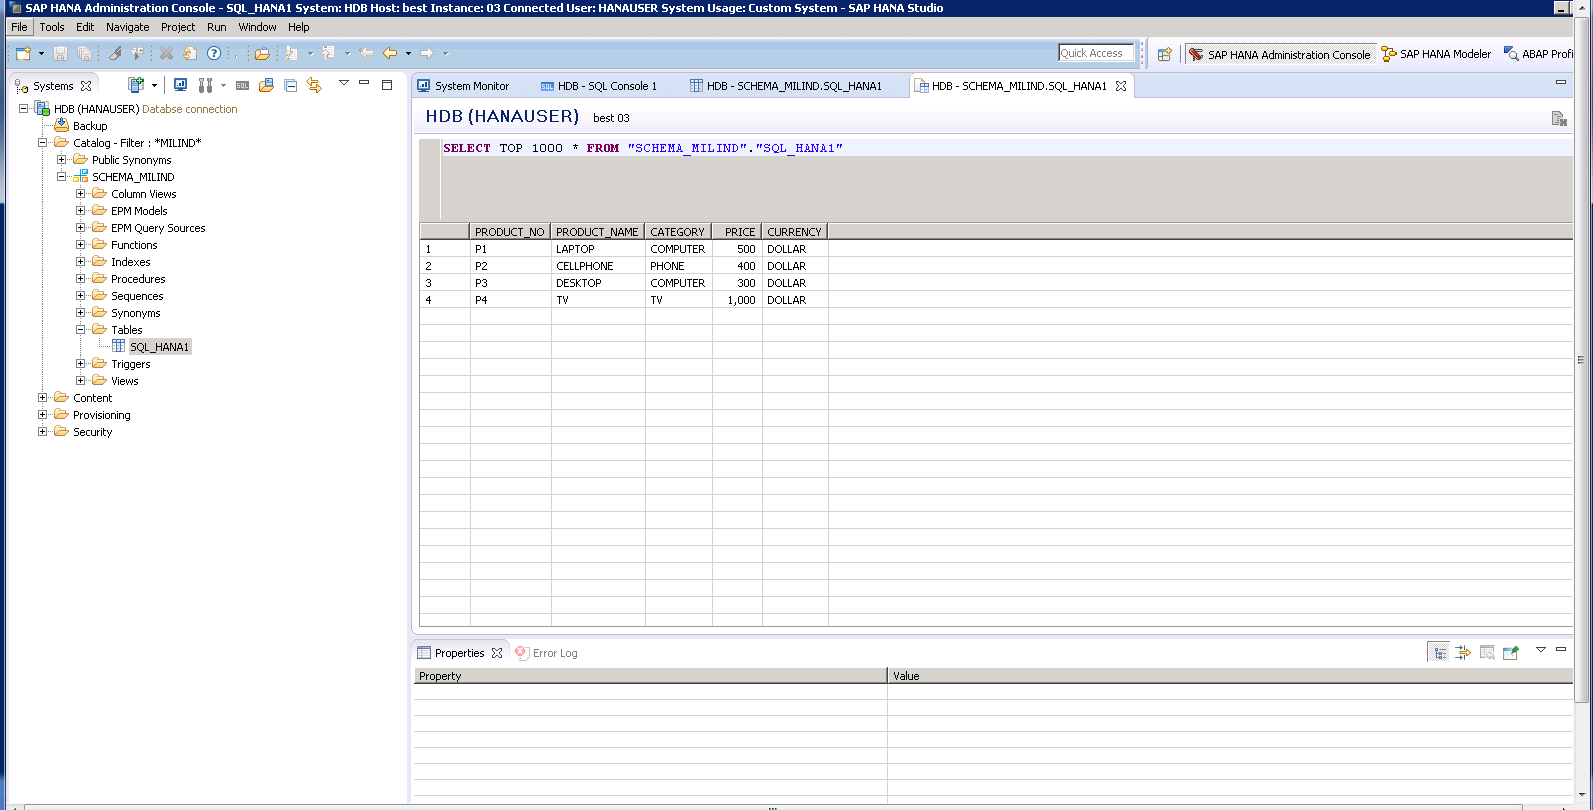 SAP HANA Administration Console - SQL_HANA1 System: HDB Host: best Instance: 03 Connected User: HANAUSER System Usage: Custom System - SAP HANA Studio
File Tools Edit Navigate Project Run Window Help
Quick Access SAP HANA Administration Console SAP HANA Modeler ABAP Profi
Systems
HDB (HANAUSER) Databse connection
Backup
Catalog - Filter : *MILIND*
Public Synonyms
SCHEMA_MILIND
Column Views
EPM Models
EPM Query Sources
Functions
Indexes
Procedures
Sequences
Synonyms
Tables
SQL_HANA1
Triggers
Views
Content
Provisioning
Security
System Monitor SQL HDB - SQL Console 1 HDB - SCHEMA_MILIND.SQL_HANA1 HDB - SCHEMA_MILIND.SQL_HANA1
HDB (HANAUSER) best 03
SELECT TOP 1000 * FROM "SCHEMA_MILIND"."SQL_HANA1"
PRODUCT_NO PRODUCT_NAME CATEGORY PRICE CURRENCY
1 P1 LAPTOP COMPUTER 500 DOLLAR
2 P2 CELLPHONE PHONE 400 DOLLAR
3 P3 DESKTOP COMPUTER 300 DOLLAR
4 P4 TV TV 1,000 DOLLAR
Properties Error Log
Property Value